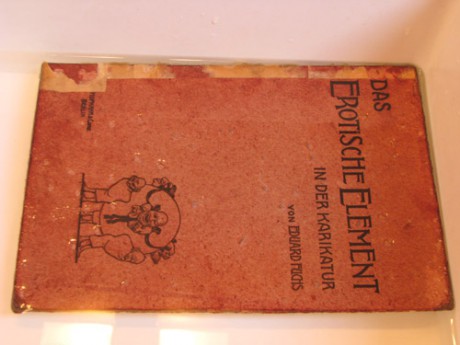 DAS
EROTISCHE ELEMENT
IN DER KARIKATUR
VON EDUARD FUCHS